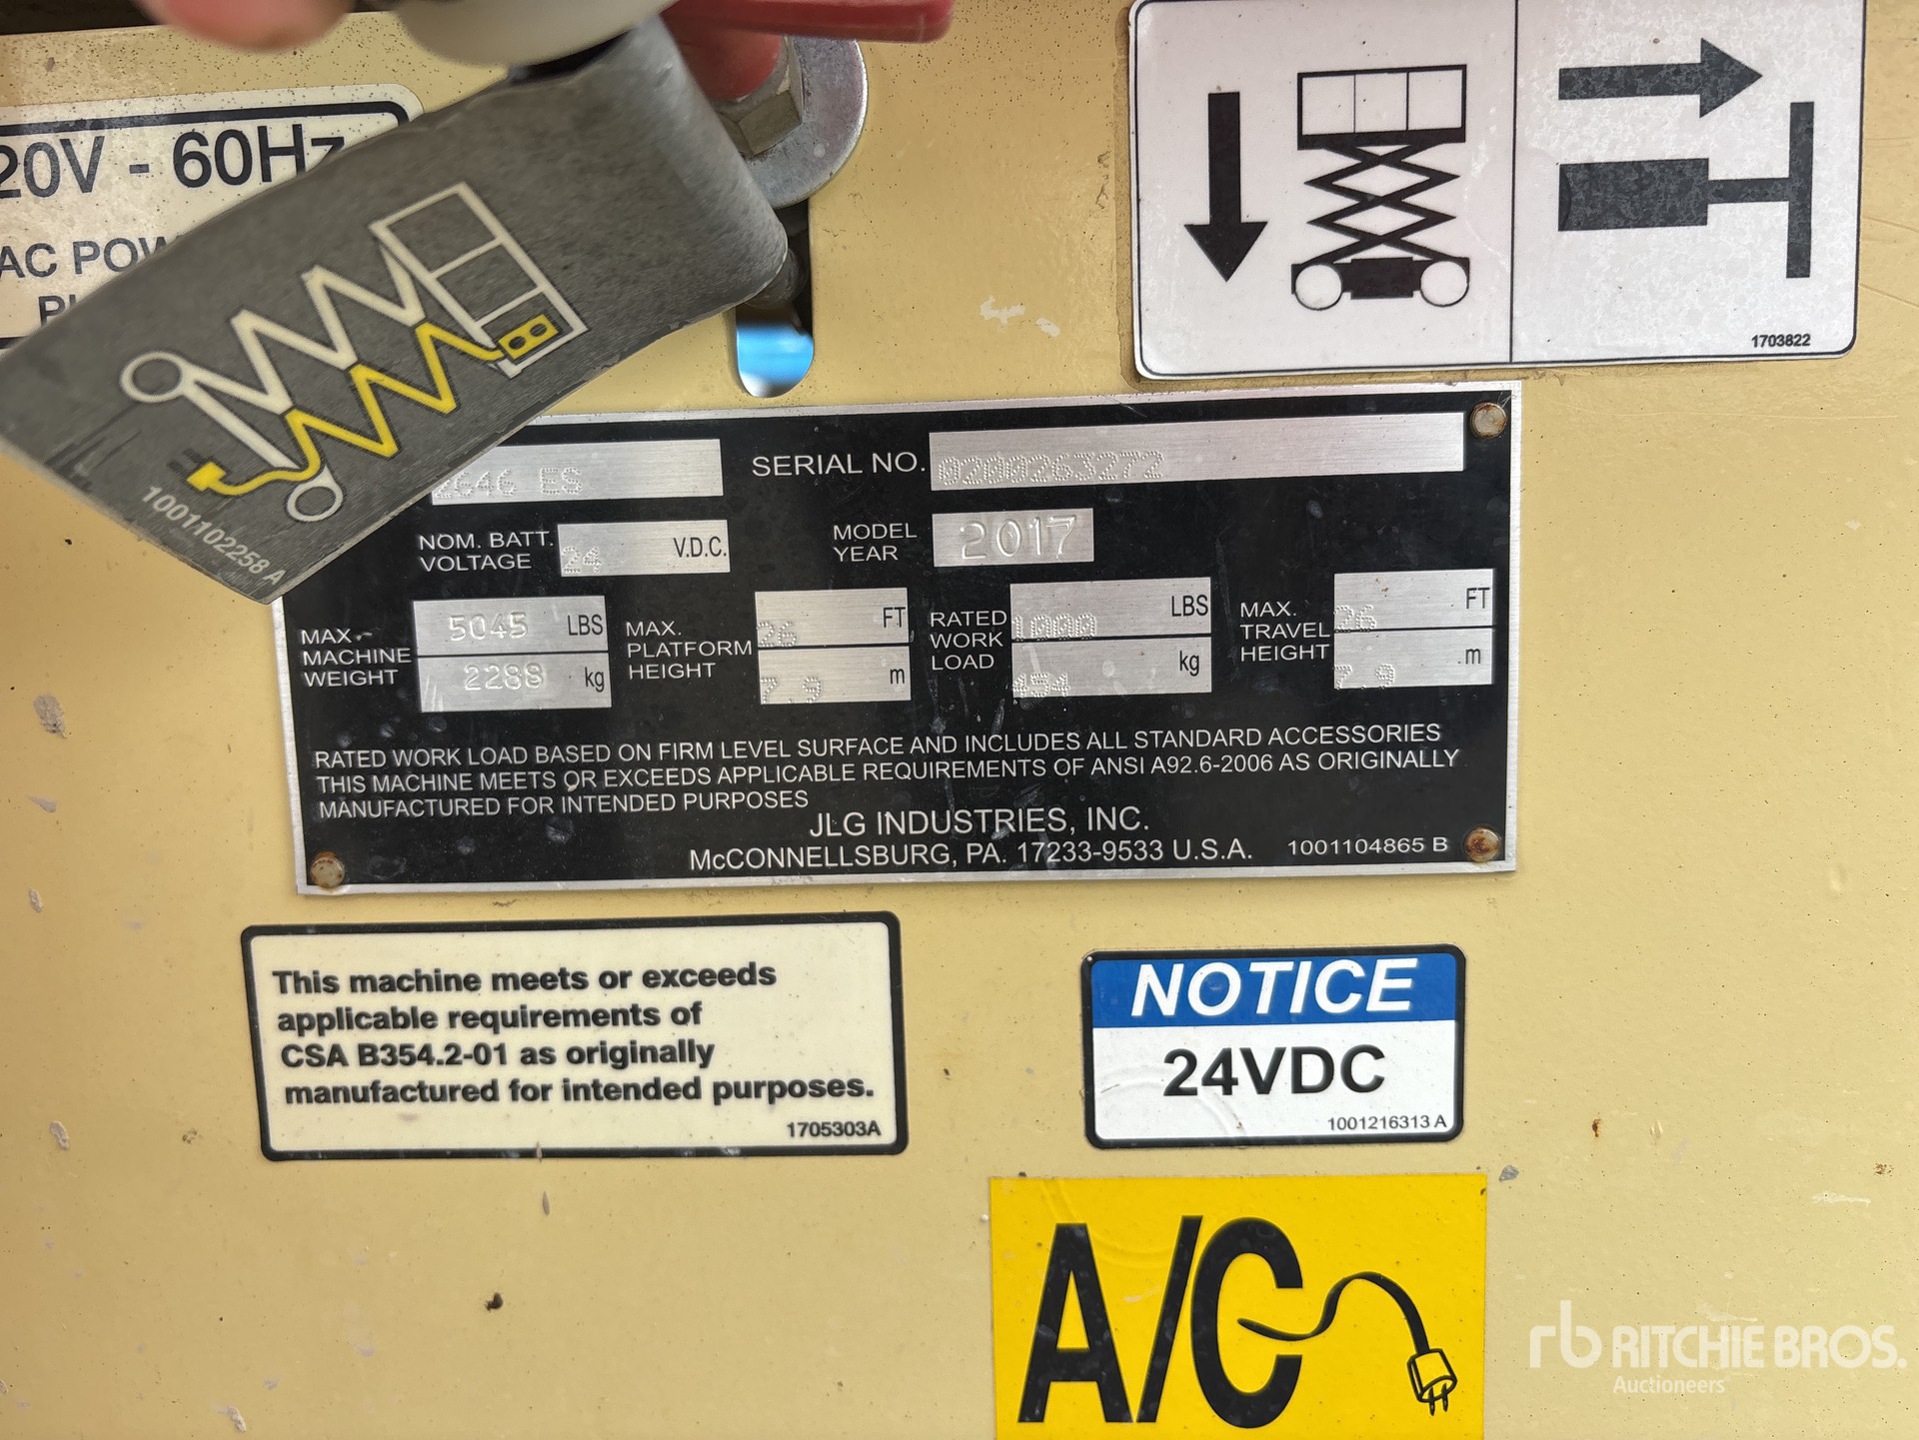 20V - 60Hz
AC POW
1703822
1001102258 A
2646 ES
SERIAL NO. 0200263272
NOM. BATT. VOLTAGE 24 V.D.C.
MODEL YEAR 2017
MAX. MACHINE WEIGHT 5045 LBS 2288 kg
MAX. PLATFORM HEIGHT 26 FT 7.9 m
RATED WORK LOAD 1000 LBS 454 kg
MAX. TRAVEL HEIGHT 26 FT 7.9 m
RATED WORK LOAD BASED ON FIRM LEVEL SURFACE AND INCLUDES ALL STANDARD ACCESSORIES
THIS MACHINE MEETS OR EXCEEDS APPLICABLE REQUIREMENTS OF ANSI A92.6-2006 AS ORIGINALLY
MANUFACTURED FOR INTENDED PURPOSES
JLG INDUSTRIES, INC.
McCONNELLSBURG, PA. 17233-9533 U.S.A. 1001104865 B
This machine meets or exceeds
applicable requirements of
CSA B354.2-01 as originally
manufactured for intended purposes.
1705303A
NOTICE
24VDC
1001216313 A
A/C
rb RITCHIE BROS.
Auctioneers